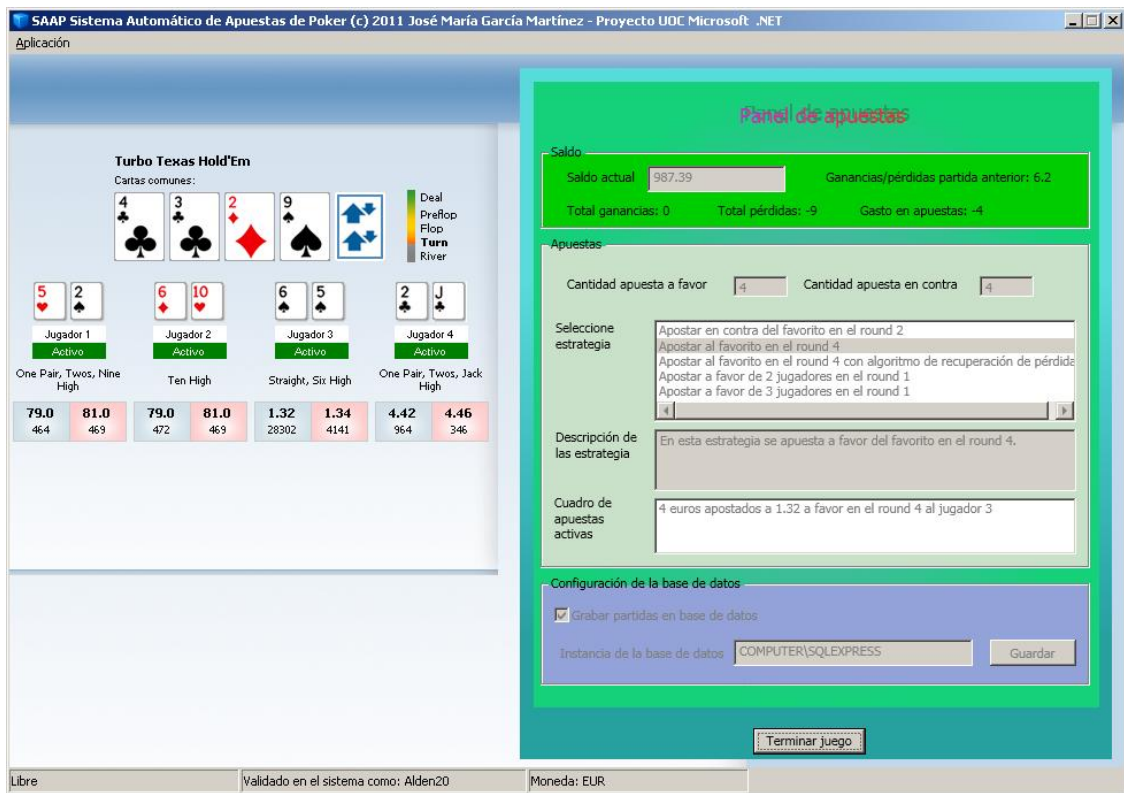 SAAP Sistema Automático de Apuestas de Poker (c) 2011 José María García Martínez - Proyecto UOC Microsoft .NET
Aplicación
Turbo Texas Hold'Em
Cartas comunes:
4
3
2
9
Deal
Preflop
Flop
Turn
River
5 2
6 10
6 5
2 J
Jugador 1
Jugador 2
Jugador 3
Jugador 4
Activo
Activo
Activo
Activo
One Pair, Twos, Nine
High
Ten High
Straight, Six High
One Pair, Twos, Jack
High
79.0 81.0 79.0 81.0 1.32 1.34 4.42 4.46
464 469 472 469 28302 4141 964 346
Panel de apuestas
Saldo
Saldo actual 987.39 Ganancias/pérdidas partida anterior: 6.2
Total ganancias: 0 Total pérdidas: -9 Gasto en apuestas: -4
Apuestas
Cantidad apuesta a favor 4 Cantidad apuesta en contra 4
Seleccione
estrategia
Apostar en contra del favorito en el round 2
Apostar al favorito en el round 4
Apostar al favorito en el round 4 con algoritmo de recuperación de pérdida
Apostar a favor de 2 jugadores en el round 1
Apostar a favor de 3 jugadores en el round 1
Descripción de
las estrategia
En esta estrategia se apuesta a favor del favorito en el round 4.
Cuadro de
apuestas
activas
4 euros apostados a 1.32 a favor en el round 4 al jugador 3
Configuración de la base de datos
Grabar partidas en base de datos
Instancia de la base de datos COMPUTER\SQLEXPRESS Guardar
Terminar juego
Libre
Validado en el sistema como: Alden20
Moneda: EUR